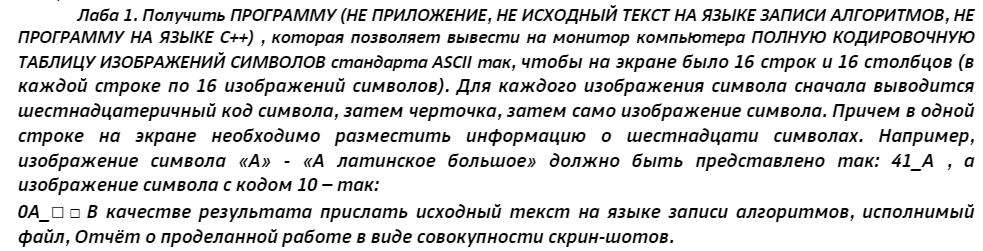 Лаба 1. Получить ПРОГРАММУ (НЕ ПРИЛОЖЕНИЕ, НЕ ИСХОДНЫЙ ТЕКСТ НА ЯЗЫКЕ ЗАПИСИ АЛГОРИТМОВ, НЕ
ПРОГРАММУ НА ЯЗЫКЕ С++) , которая позволяет вывести на монитор компьютера ПОЛНУЮ КОДИРОВОЧНУЮ
ТАБЛИЦУ ИЗОБРАЖЕНИЙ СИМВОЛОВ стандарта ASCII так, чтобы на экране было 16 строк и 16 столбцов (в
каждой строке по 16 изображений символов). Для каждого изображения символа сначала выводится
шестнадцатеричный код символа, затем черточка, затем само изображение символа. Причем в одной
строке на экране необходимо разместить информацию о шестнадцати символах. Например,
изображение символа «А» - «А латинское большое» должно быть представлено так: 41_А , а
изображение символа с кодом 10 – так:
0A_□ □ В качестве результата прислать исходный текст на языке записи алгоритмов, исполнимый
файл, Отчёт о проделанной работе в виде совокупности скрин-шотов.